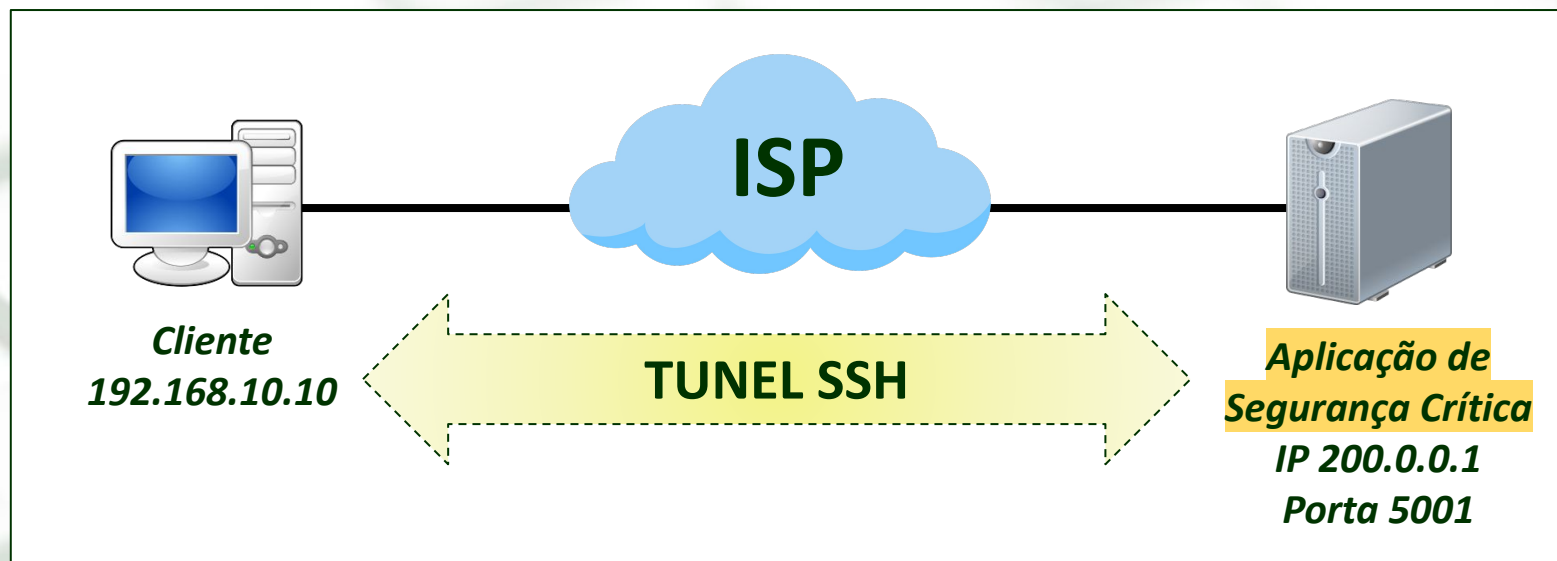 ISP
Cliente
192.168.10.10
TUNEL SSH
Aplicação de
Segurança Crítica
IP 200.0.0.1
Porta 5001